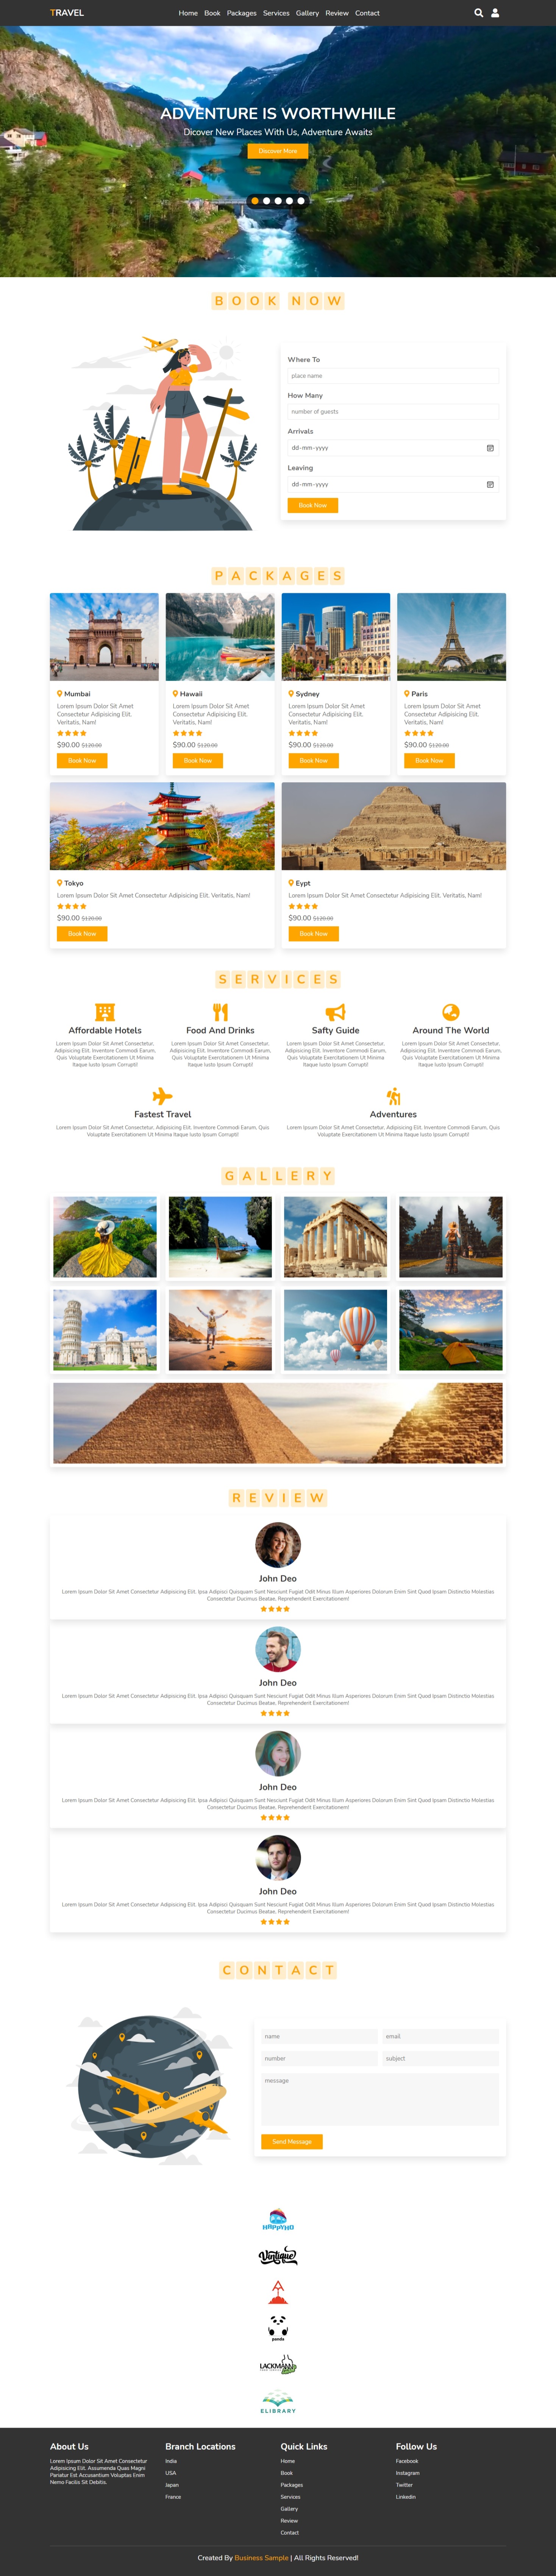 TRAVEL
Home Book Packages Services Gallery Review Contact
ADVENTURE IS WORTHWHILE
Discover New Places With Us, Adventure Awaits
Discover More
BOOK NOW
Where To
place name
How Many
number of guests
Arrivals
dd-mm-yyyy
Leaving
dd-mm-yyyy
Book Now
PACKAGES
Mumbai
Lorem Ipsum Dolor Sit Amet
Consectetur Adipisicing Elit.
Veritatis, Nam!
$90.00 $120.00
Book Now
Hawaii
Lorem Ipsum Dolor Sit Amet
Consectetur Adipisicing Elit.
Veritatis, Nam!
$90.00 $120.00
Book Now
Sydney
Lorem Ipsum Dolor Sit Amet
Consectetur Adipisicing Elit.
Veritatis, Nam!
$90.00 $120.00
Book Now
Paris
Lorem Ipsum Dolor Sit Amet
Consectetur Adipisicing Elit.
Veritatis, Nam!
$90.00 $120.00
Book Now
Tokyo
Lorem Ipsum Dolor Sit Amet Consectetur Adipisicing Elit. Veritatis, Nam!
$90.00 $120.00
Book Now
Eypt
Lorem Ipsum Dolor Sit Amet Consectetur Adipisicing Elit. Veritatis, Nam!
$90.00 $120.00
Book Now
SERVICES
Affordable Hotels
Lorem Ipsum Dolor Sit Amet Consectetur,
Adipisicing Elit. Inventore Commodi Earum,
Quis Voluptate Exercitationem Ut Minima
Itaque Iusto Ipsum Corrupti!
Food And Drinks
Lorem Ipsum Dolor Sit Amet Consectetur,
Adipisicing Elit. Inventore Commodi Earum,
Quis Voluptate Exercitationem Ut Minima
Itaque Iusto Ipsum Corrupti!
Safty Guide
Lorem Ipsum Dolor Sit Amet Consectetur,
Adipisicing Elit. Inventore Commodi Earum,
Quis Voluptate Exercitationem Ut Minima
Itaque Iusto Ipsum Corrupti!
Around The World
Lorem Ipsum Dolor Sit Amet Consectetur,
Adipisicing Elit. Inventore Commodi Earum,
Quis Voluptate Exercitationem Ut Minima
Itaque Iusto Ipsum Corrupti!
Fastest Travel
Lorem Ipsum Dolor Sit Amet Consectetur, Adipisicing Elit. Inventore Commodi Earum, Quis
Voluptate Exercitationem Ut Minima Itaque Iusto Ipsum Corrupti!
Adventures
Lorem Ipsum Dolor Sit Amet Consectetur, Adipisicing Elit. Inventore Commodi Earum, Quis
Voluptate Exercitationem Ut Minima Itaque Iusto Ipsum Corrupti!
GALLERY
REVIEW
John Deo
Lorem Ipsum Dolor Sit Amet Consectetur Adipisicing Elit. Ipsa Adipisci Quisquam Sunt Nesciunt Fugiat Odit Minus Illum Asperiores Dolorum Enim Sint Quod Ipsam Distinctio Molestias
Consectetur Ducimus Beatae, Reprehenderit Exercitationem!
John Deo
Lorem Ipsum Dolor Sit Amet Consectetur Adipisicing Elit. Ipsa Adipisci Quisquam Sunt Nesciunt Fugiat Odit Minus Illum Asperiores Dolorum Enim Sint Quod Ipsam Distinctio Molestias
Consectetur Ducimus Beatae, Reprehenderit Exercitationem!
John Deo
Lorem Ipsum Dolor Sit Amet Consectetur Adipisicing Elit. Ipsa Adipisci Quisquam Sunt Nesciunt Fugiat Odit Minus Illum Asperiores Dolorum Enim Sint Quod Ipsam Distinctio Molestias
Consectetur Ducimus Beatae, Reprehenderit Exercitationem!
John Deo
Lorem Ipsum Dolor Sit Amet Consectetur Adipisicing Elit. Ipsa Adipisci Quisquam Sunt Nesciunt Fugiat Odit Minus Illum Asperiores Dolorum Enim Sint Quod Ipsam Distinctio Molestias
Consectetur Ducimus Beatae, Reprehenderit Exercitationem!
CONTACT
name
email
number
subject
message
Send Message
HAPPYHO
Vintique
panda
LACKMANN
ELIBRARY
About Us
Lorem Ipsum Dolor Sit Amet Consectetur
Adipisicing Elit. Assumenda Quas Magni
Pariatur Est Accusantium Voluptas Enim
Nemo Facilis Sit Debitis.
Branch Locations
India
USA
Japan
France
Quick Links
Home
Book
Packages
Services
Gallery
Review
Contact
Follow Us
Facebook
Instagram
Twitter
Linkedin
Created By Business Sample | All Rights Reserved!